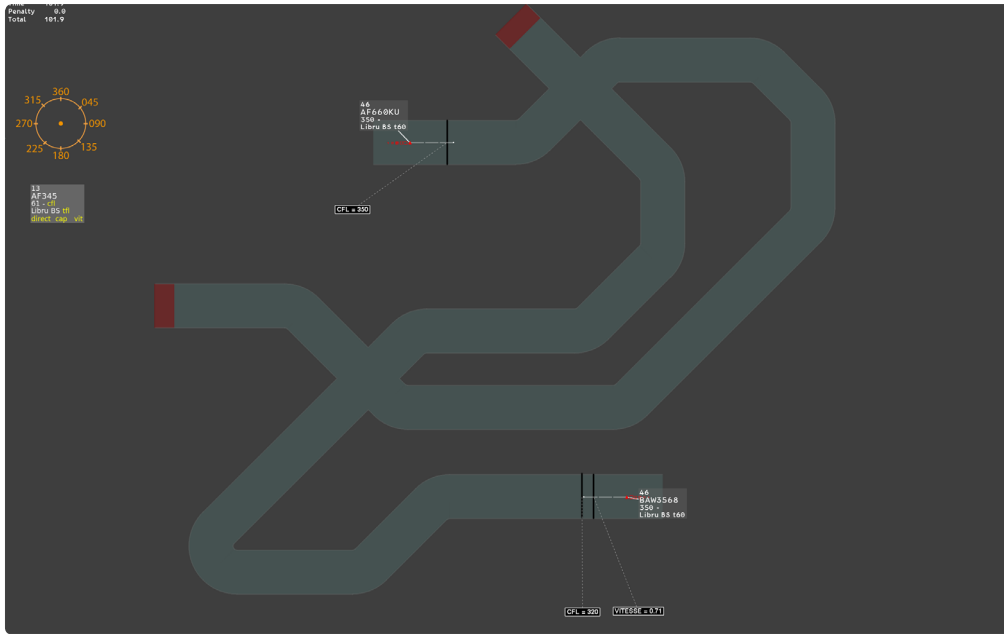 Penalty 0.0
Total 101.9
360
315
045
270
090
225
135
180
46
AF660KU
350 -
Libru BS t60
13
AF345
61 - cfl
Libru BS tfl
direct cap vit
CFL = 350
46
BAW3568
350 -
Libru BS t60
CFL = 320
VITESSE = 0.71